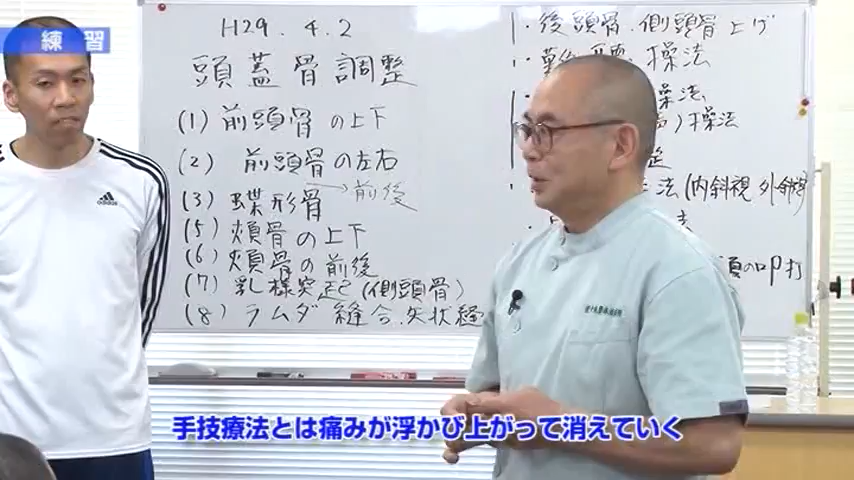 練習
H29.4.2
頭蓋骨調整
(1) 前頭骨の上下
(2) 前頭骨の左右
→前後
(3) 蝶形骨
(5) 頬骨の上下
(6) 頬骨の前後
(7) 乳様突起(側頭骨)
(8) ラムダ縫合.矢状縫
・後頭骨.側頭骨上げ
操法
操法
)操法
法(内斜視 外斜視
の叩打
adidas
手技療法とは痛みが浮かび上がって消えていく